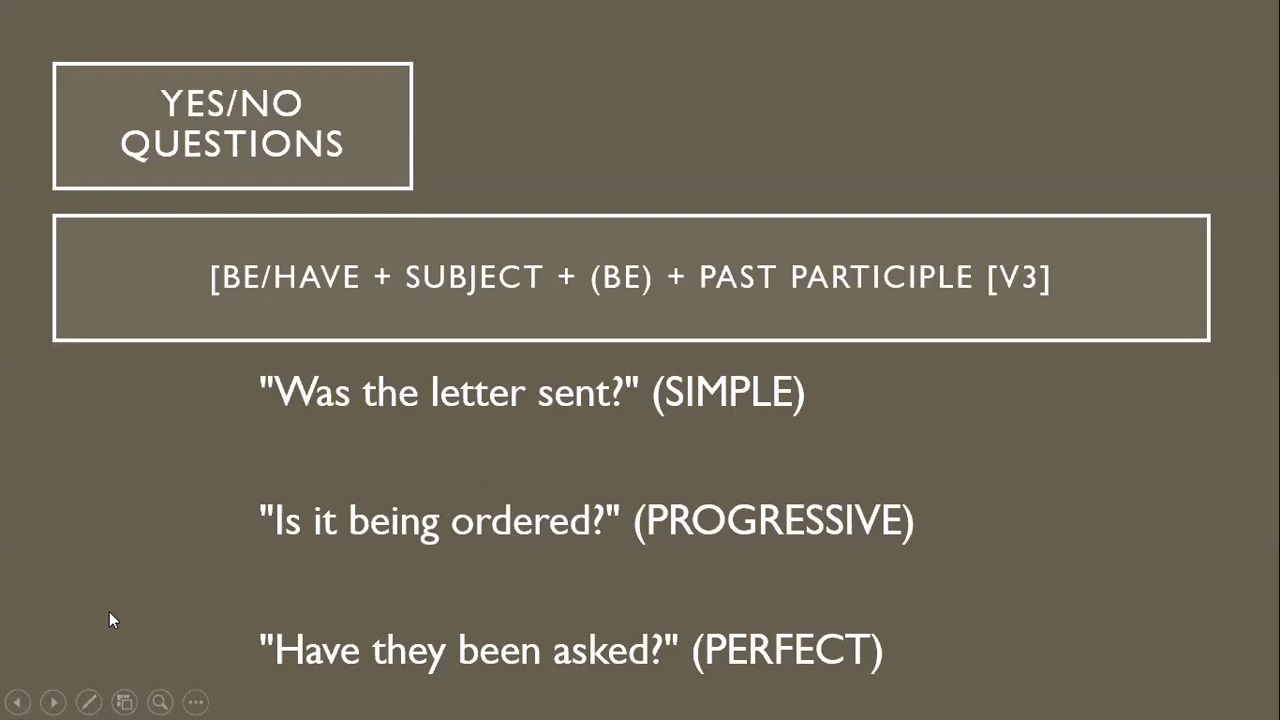 YES/NO
QUESTIONS
[BE/HAVE + SUBJECT + (BE) + PAST PARTICIPLE [V3]
"Was the letter sent?" (SIMPLE)
"Is it being ordered?" (PROGRESSIVE)
"Have they been asked?" (PERFECT)